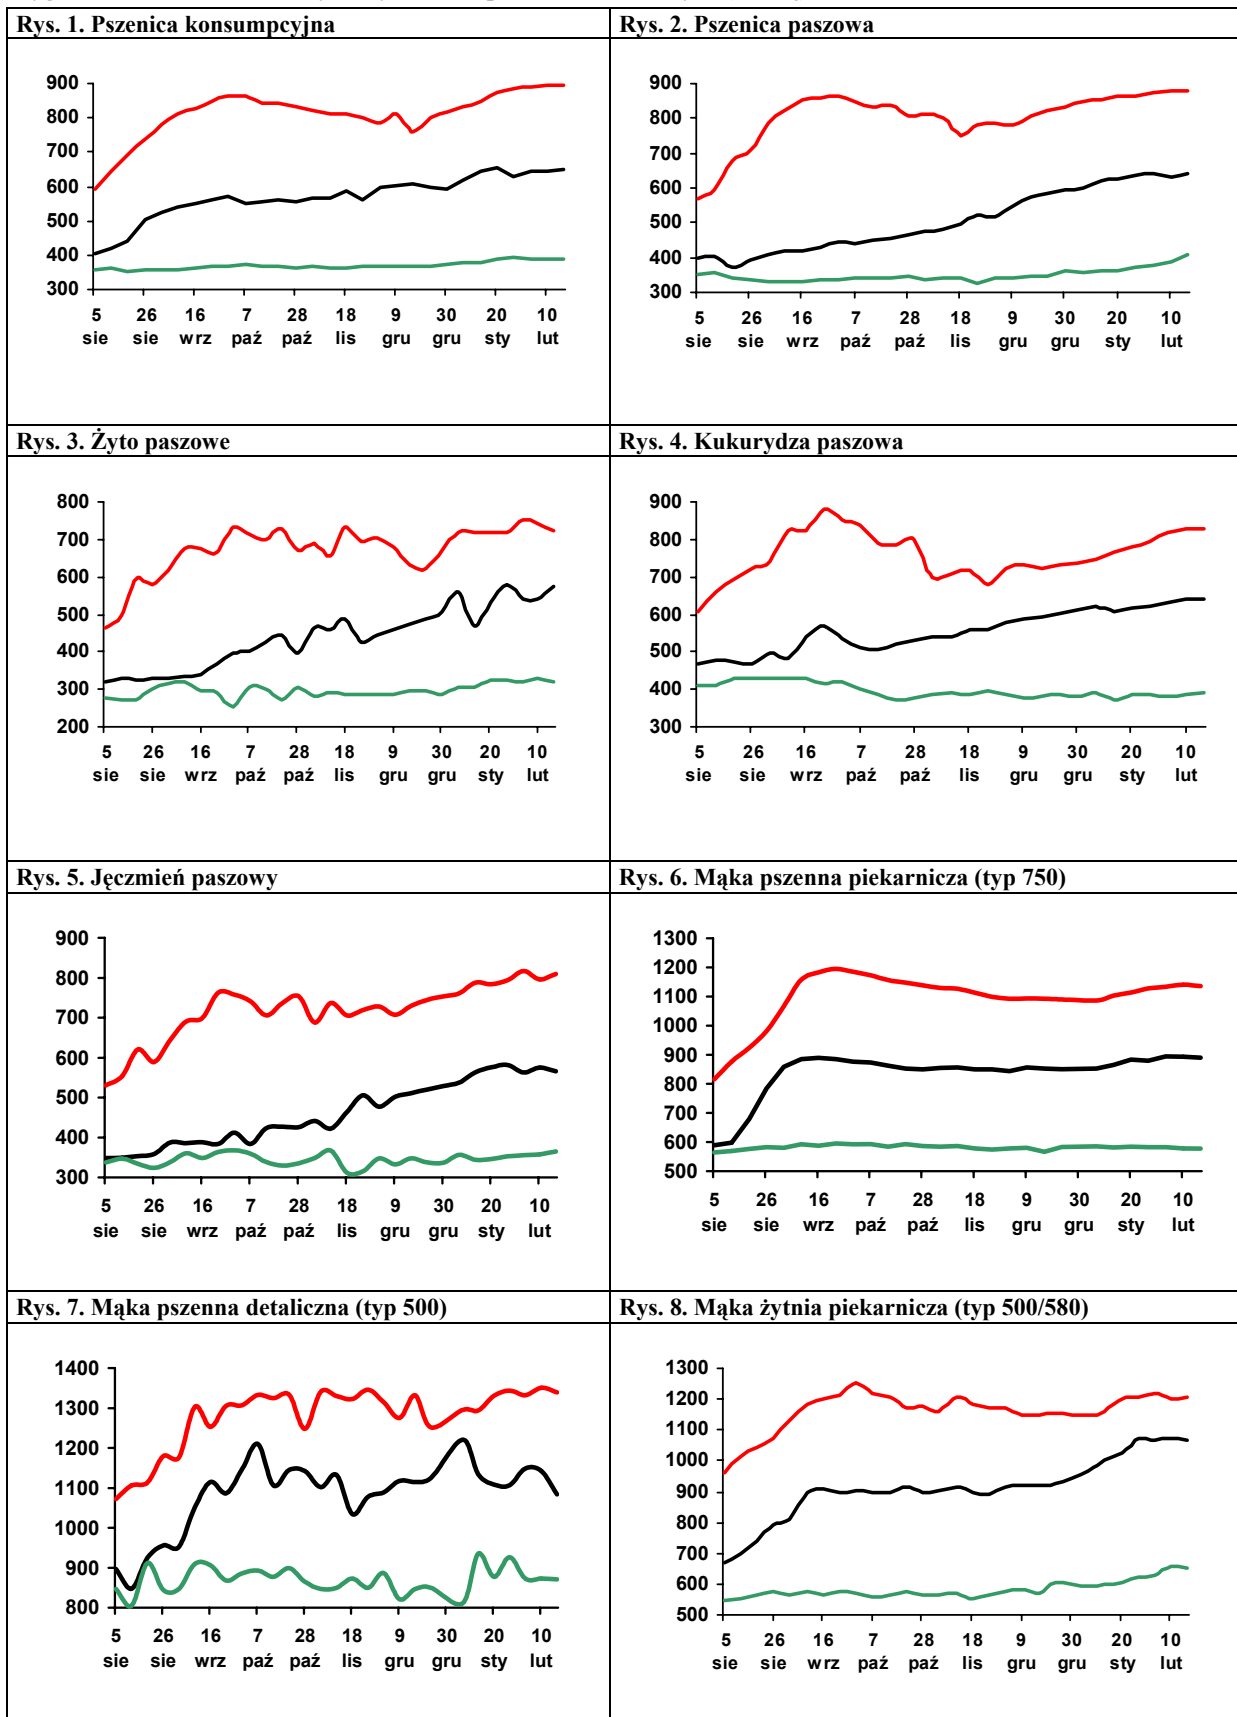 Rys. 1. Pszenica konsumpcyjna
900
800
700
600
500
400
300
5 26 16 7 28 18 9 30 20 10
sie sie wrz paź paź lis gru gru sty lut
Rys. 2. Pszenica paszowa
900
800
700
600
500
400
300
5 26 16 7 28 18 9 30 20 10
sie sie wrz paź paź lis gru gru sty lut
Rys. 3. Żyto paszowe
800
700
600
500
400
300
200
5 26 16 7 28 18 9 30 20 10
sie sie wrz paź paź lis gru gru sty lut
Rys. 4. Kukurydza paszowa
900
800
700
600
500
400
300
5 26 16 7 28 18 9 30 20 10
sie sie wrz paź paź lis gru gru sty lut
Rys. 5. Jęczmień paszowy
900
800
700
600
500
400
300
5 26 16 7 28 18 9 30 20 10
sie sie wrz paź paź lis gru gru sty lut
Rys. 6. Mąka pszenna piekarnicza (typ 750)
1300
1200
1100
1000
900
800
700
600
500
5 26 16 7 28 18 9 30 20 10
sie sie wrz paź paź lis gru gru sty lut
Rys. 7. Mąka pszenna detaliczna (typ 500)
1400
1300
1200
1100
1000
900
800
5 26 16 7 28 18 9 30 20 10
sie sie wrz paź paź lis gru gru sty lut
Rys. 8. Mąka żytnia piekarnicza (typ 500/580)
1300
1200
1100
1000
900
800
700
600
500
5 26 16 7 28 18 9 30 20 10
sie sie wrz paź paź lis gru gru sty lut